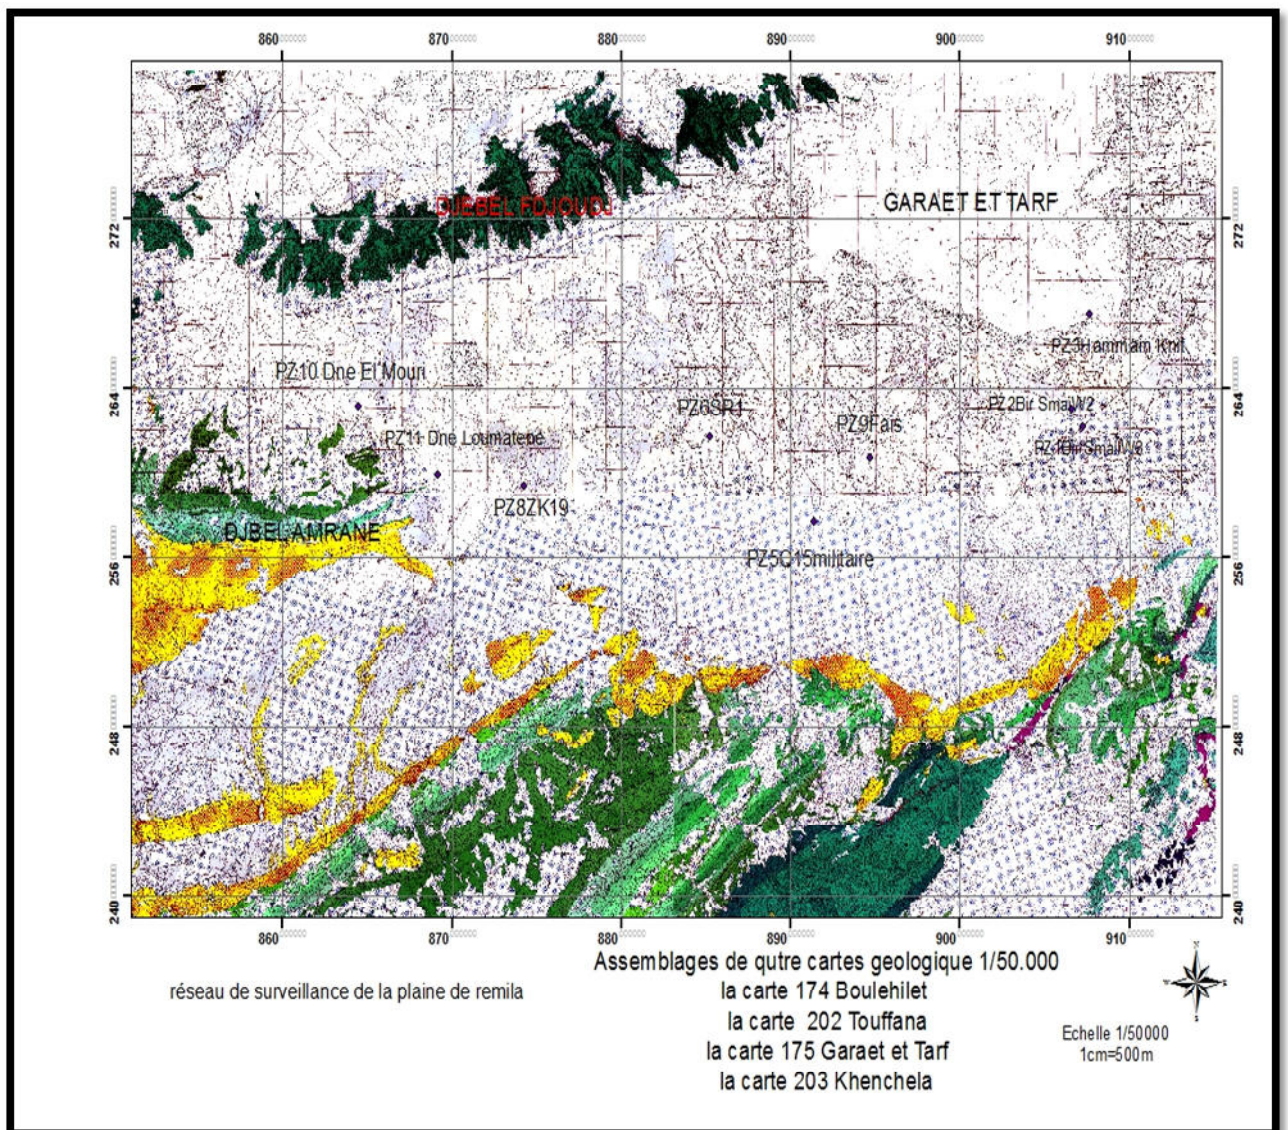 860 870 880 890 900 910
DJEBEL FDJOUDJ
GARAET ET TARF
272 272
PZ3Hammam Knif
PZ10 Dne El Mouri
264 264
PZ6SR1
PZ2Bir SmailW2
PZ9Fais
PZ11 Dne Loumatene
PZ8ZK19
DJBEL AMRANE
PZ5C15militaire
256 256
248 248
240 240
860 870 880 890 900 910
Assemblages de qutre cartes geologique 1/50.000
réseau de surveillance de la plaine de remila
la carte 174 Boulehilet
la carte 202 Touffana
la carte 175 Garaet et Tarf
la carte 203 Khenchela
Echelle 1/50000
1cm=500m